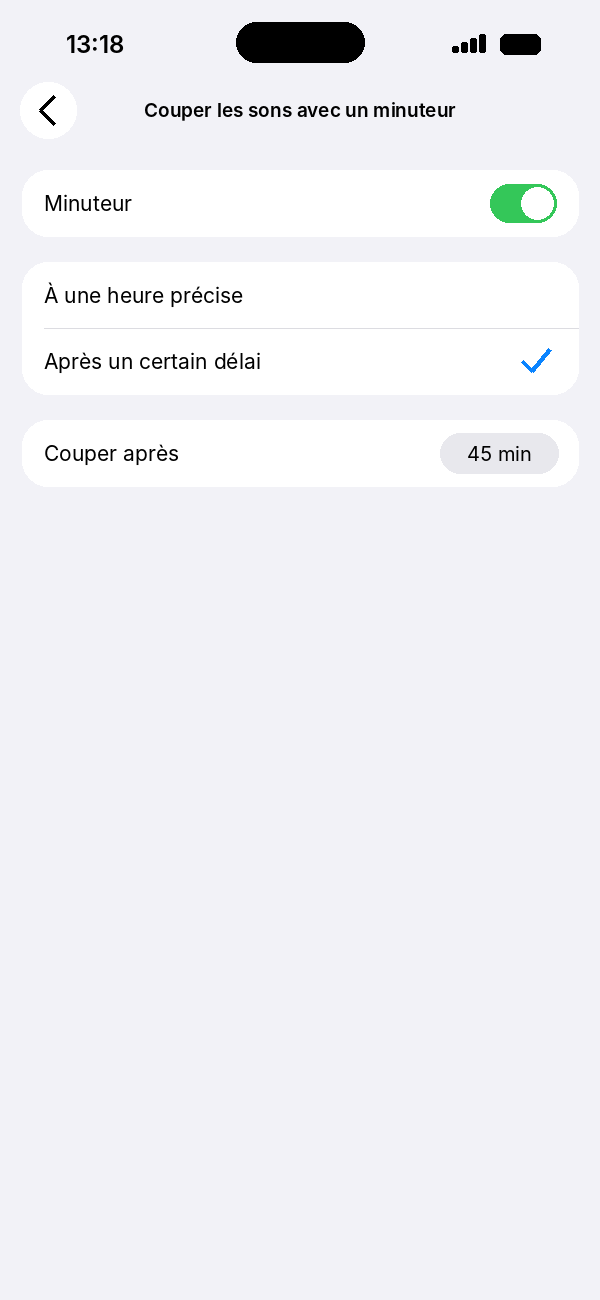 13:18
Couper les sons avec un minuteur
Minuteur
À une heure précise
Après un certain délai
Couper après
45 min